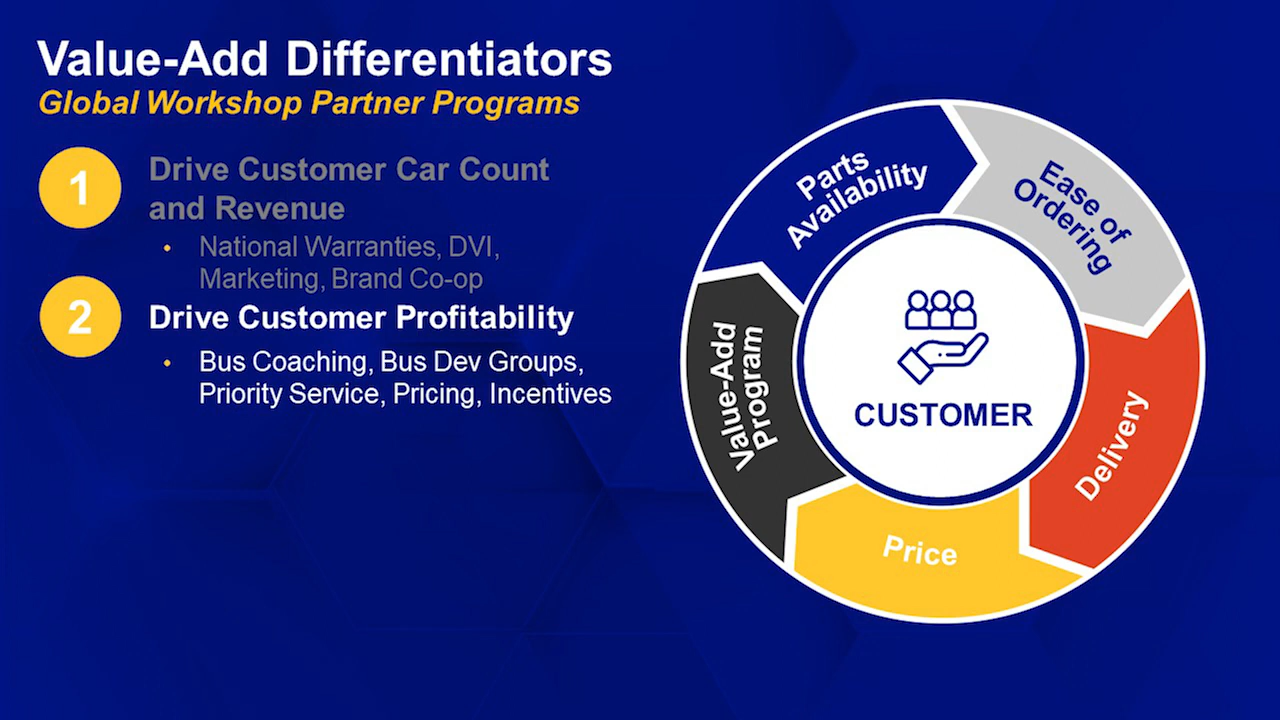 Value-Add Differentiators
Global Workshop Partner Programs
1
Drive Customer Car Count
and Revenue
• National Warranties, DVI,
Marketing, Brand Co-op
2
Drive Customer Profitability
• Bus Coaching, Bus Dev Groups,
Priority Service, Pricing, Incentives
Parts
Availability
Ease of
Ordering
Delivery
Price
Value-Add
Program
CUSTOMER